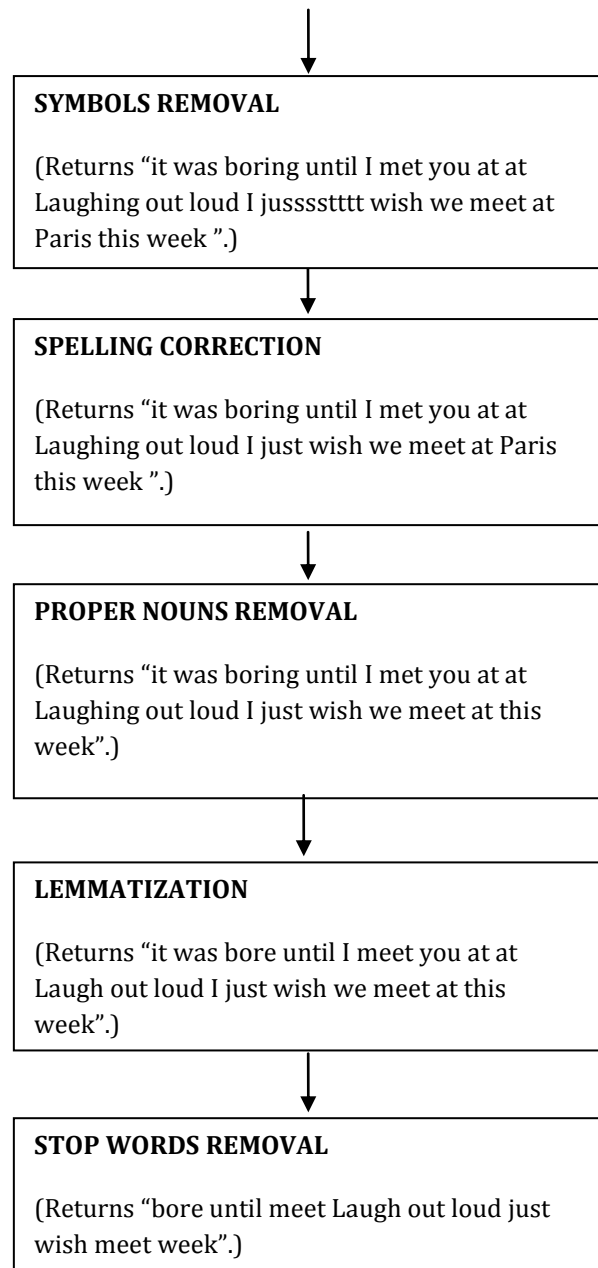 SYMBOLS REMOVAL
(Returns “it was boring until I met you at at
Laughing out loud I jusssstttt wish we meet at
Paris this week ”.)
SPELLING CORRECTION
(Returns “it was boring until I met you at at
Laughing out loud I just wish we meet at Paris
this week ”.)
PROPER NOUNS REMOVAL
(Returns “it was boring until I met you at at
Laughing out loud I just wish we meet at this
week”.)
LEMMATIZATION
(Returns “it was bore until I meet you at at
Laugh out loud I just wish we meet at this
week”.)
STOP WORDS REMOVAL
(Returns “bore until meet Laugh out loud just
wish meet week”.)